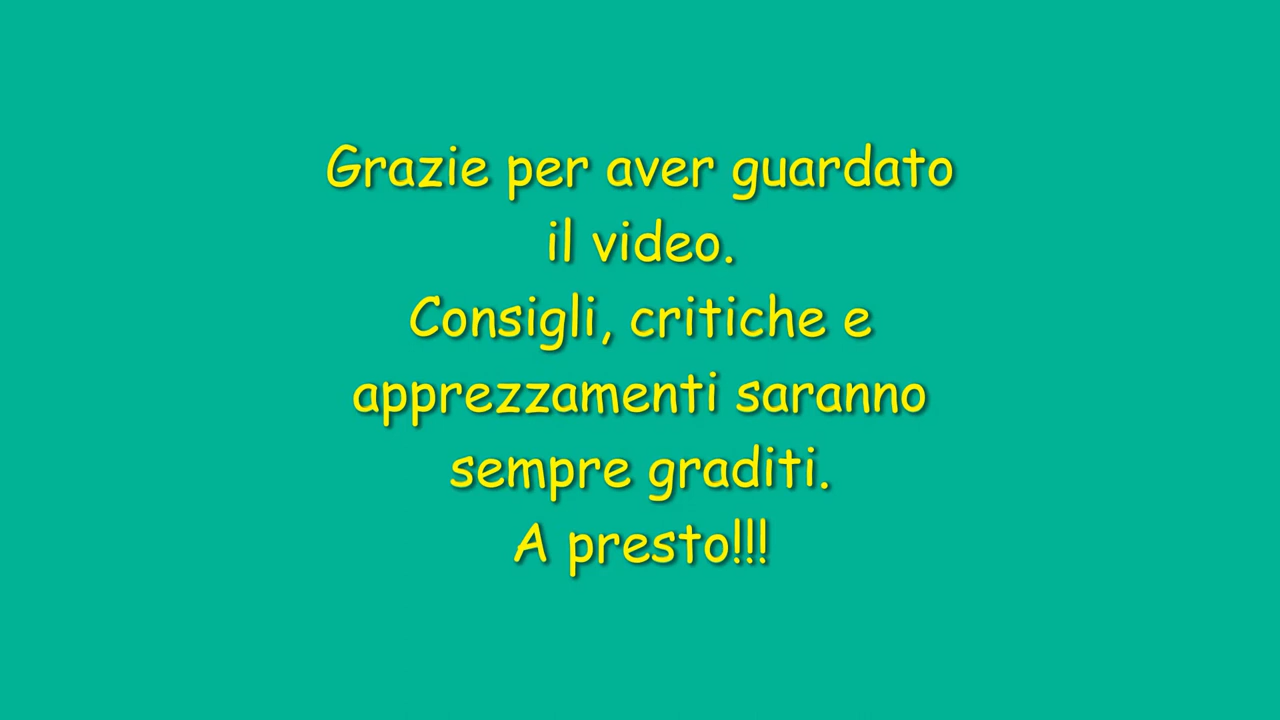 Grazie per aver guardato
il video.
Consigli, critiche e
apprezzamenti saranno
sempre graditi.
A presto!!!